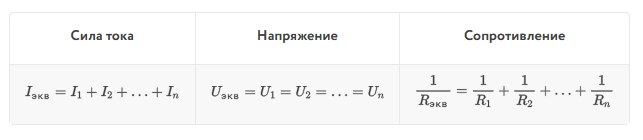 Сила тока Напряжение Сопротивление
I_экв = I_1 + I_2 + … + I_n U_экв = U_1 = U_2 = … = U_n 1/R_экв = 1/R_1 + 1/R_2 + … + 1/R_n